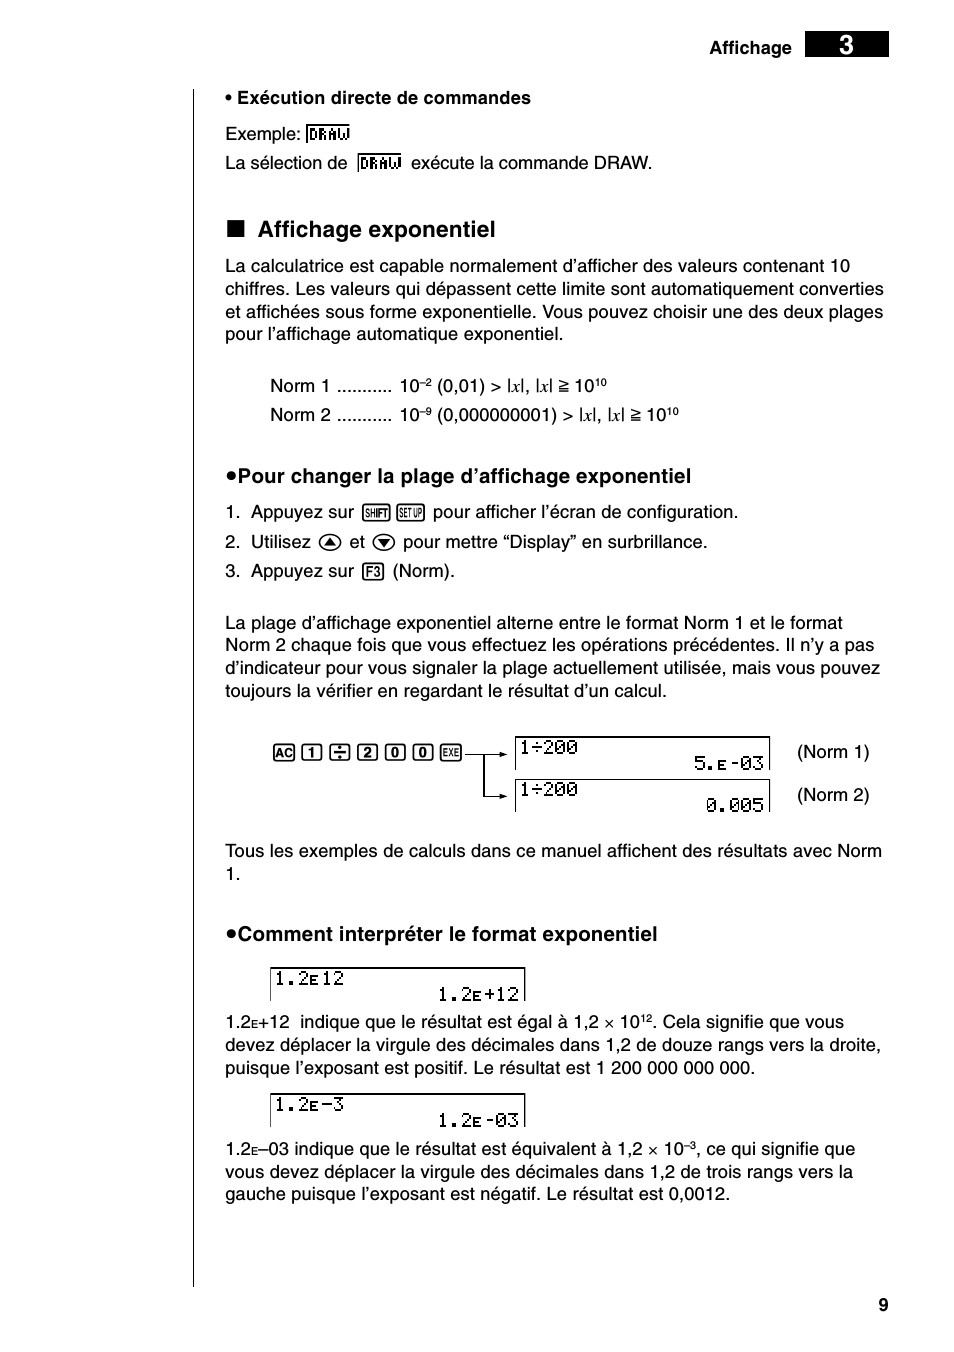 Affichage 3
• Exécution directe de commandes
Exemple: DRAW
La sélection de DRAW exécute la commande DRAW.
■ Affichage exponentiel
La calculatrice est capable normalement d’afficher des valeurs contenant 10
chiffres. Les valeurs qui dépassent cette limite sont automatiquement converties
et affichées sous forme exponentielle. Vous pouvez choisir une des deux plages
pour l’affichage automatique exponentiel.
Norm 1 ........... 10⁻² (0,01) > |x|, |x| ≧ 10¹⁰
Norm 2 ........... 10⁻⁹ (0,000000001) > |x|, |x| ≧ 10¹⁰
•Pour changer la plage d’affichage exponentiel
1. Appuyez sur SHIFT SET UP pour afficher l’écran de configuration.
2. Utilisez ▲ et ▼ pour mettre “Display” en surbrillance.
3. Appuyez sur F3 (Norm).
La plage d’affichage exponentiel alterne entre le format Norm 1 et le format
Norm 2 chaque fois que vous effectuez les opérations précédentes. Il n’y a pas
d’indicateur pour vous signaler la plage actuellement utilisée, mais vous pouvez
toujours la vérifier en regardant le résultat d’un calcul.
AC 1 ÷ 2 0 0 EXE
1÷200
5.E-03
(Norm 1)
1÷200
0.005
(Norm 2)
Tous les exemples de calculs dans ce manuel affichent des résultats avec Norm
1.
•Comment interpréter le format exponentiel
1.2E12
1.2E+12
1.2E+12 indique que le résultat est égal à 1,2 × 10¹². Cela signifie que vous
devez déplacer la virgule des décimales dans 1,2 de douze rangs vers la droite,
puisque l’exposant est positif. Le résultat est 1 200 000 000 000.
1.2E−3
1.2E-03
1.2E–03 indique que le résultat est équivalent à 1,2 × 10⁻³, ce qui signifie que
vous devez déplacer la virgule des décimales dans 1,2 de trois rangs vers la
gauche puisque l’exposant est négatif. Le résultat est 0,0012.
9